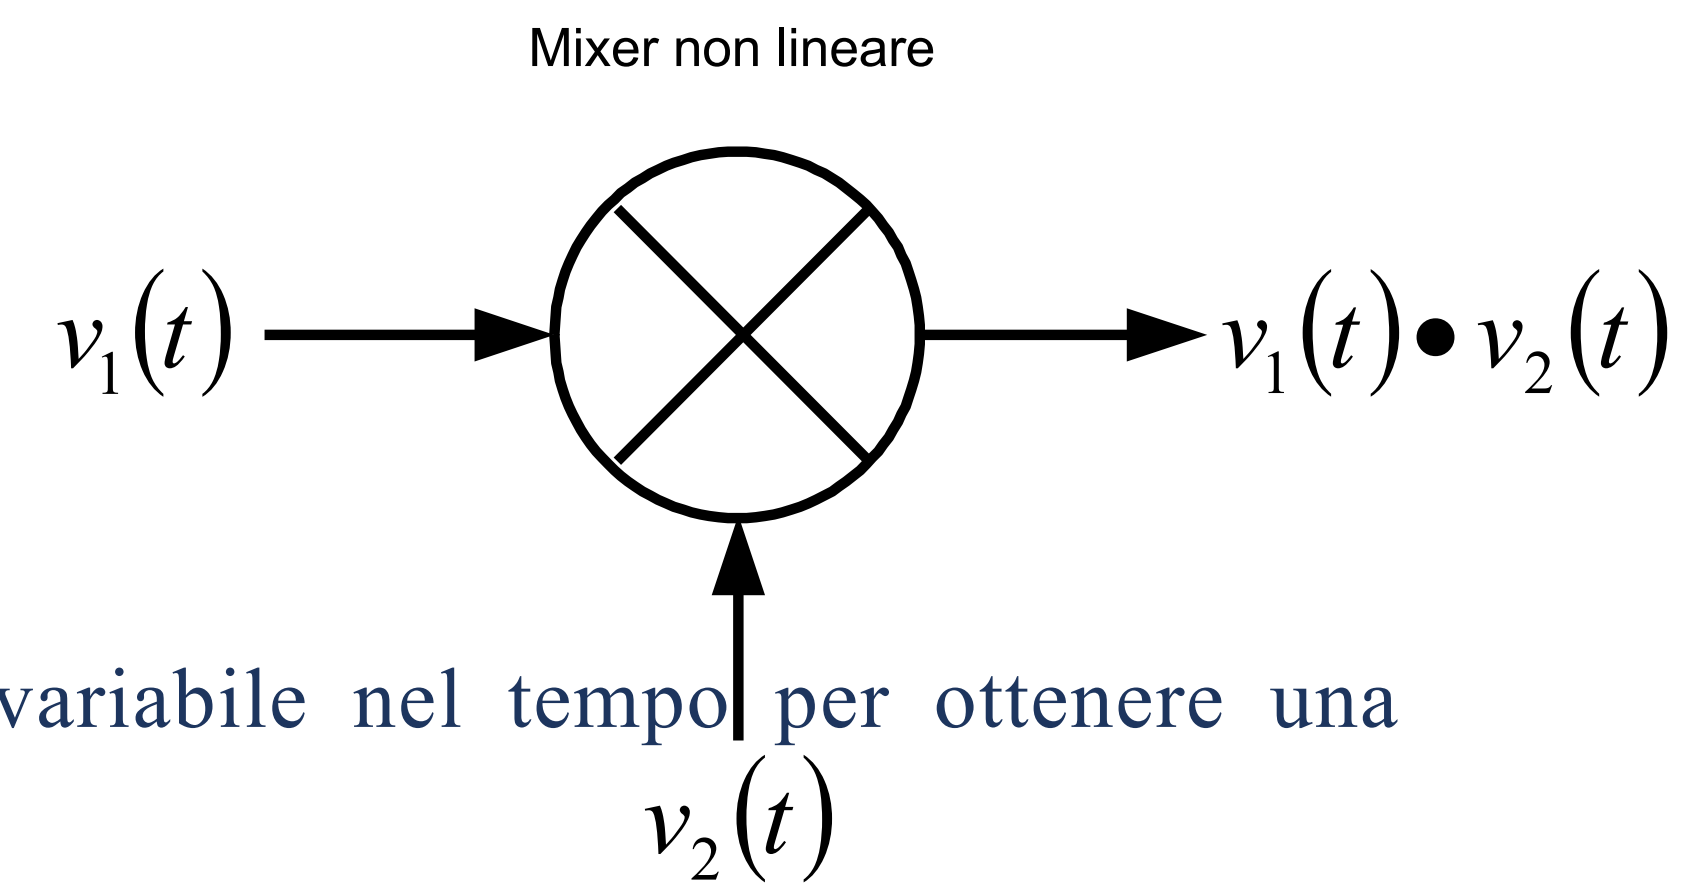 Mixer non lineare
v₁(t) v₁(t) • v₂(t)
variabile nel tempo per ottenere una
v₂(t)